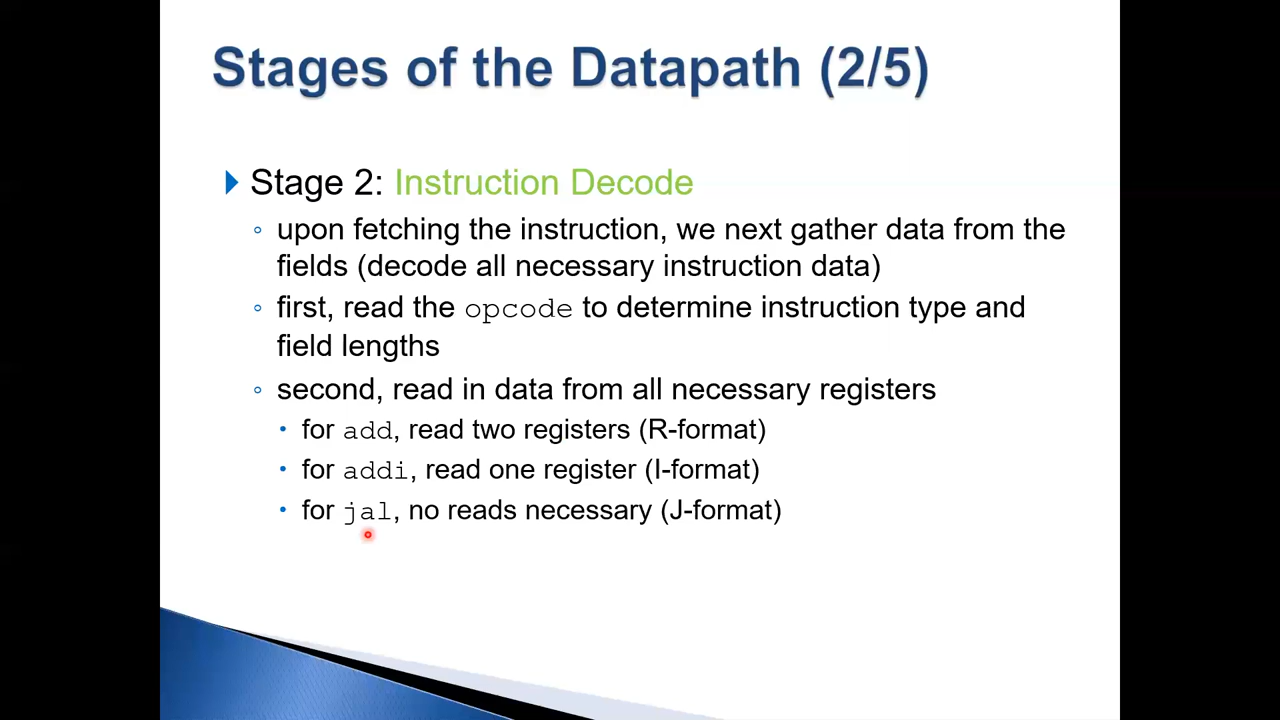 Stages of the Datapath (2/5)
Stage 2: Instruction Decode
upon fetching the instruction, we next gather data from the
fields (decode all necessary instruction data)
first, read the opcode to determine instruction type and
field lengths
second, read in data from all necessary registers
for add, read two registers (R-format)
for addi, read one register (I-format)
for jal, no reads necessary (J-format)